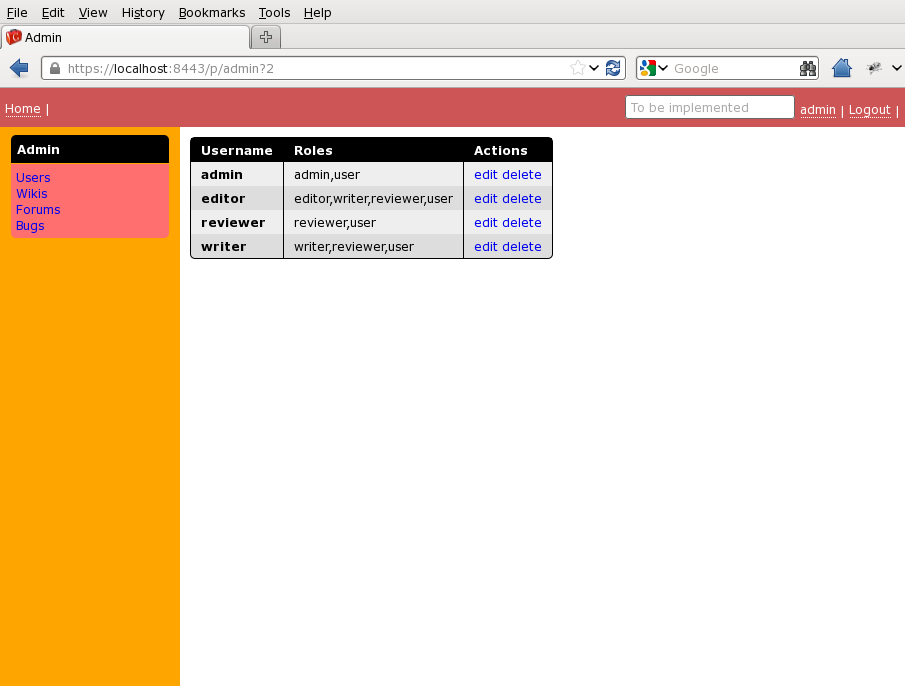 File Edit View History Bookmarks Tools Help
Admin
https://localhost:8443/p/admin?2 Google
Home | To be implemented admin | Logout |
Admin
Users
Wikis
Forums
Bugs
Username Roles Actions
admin admin,user edit delete
editor editor,writer,reviewer,user edit delete
reviewer reviewer,user edit delete
writer writer,reviewer,user edit delete